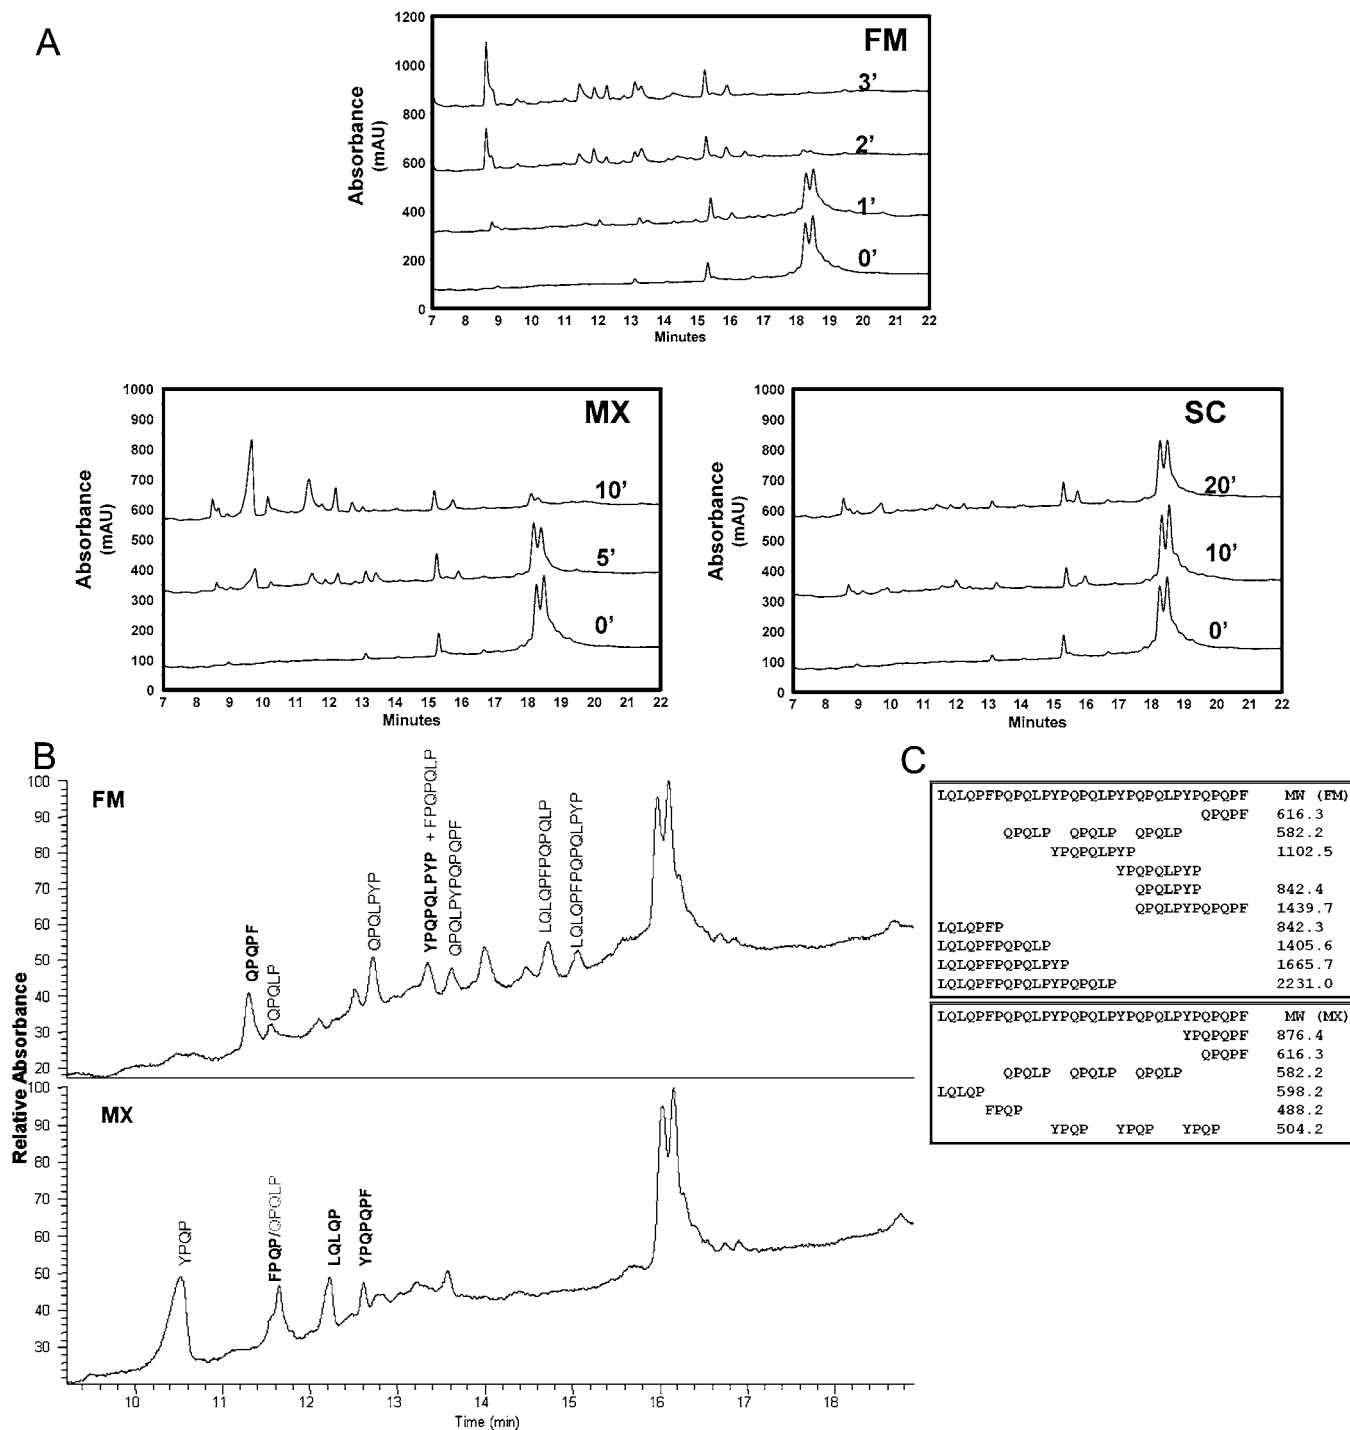 A
FM
1200
1000
800
600
400
200
0
Absorbance
(mAU)
3'
2'
1'
0'
7 8 9 10 11 12 13 14 15 16 17 18 19 20 21 22
Minutes
MX
1000
900
800
700
600
500
400
300
200
100
0
Absorbance
(mAU)
10'
5'
0'
7 8 9 10 11 12 13 14 15 16 17 18 19 20 21 22
Minutes
SC
1000
900
800
700
600
500
400
300
200
100
0
Absorbance
(mAU)
20'
10'
0'
7 8 9 10 11 12 13 14 15 16 17 18 19 20 21 22
Minutes
B
FM
100
90
80
70
60
50
40
30
20
QPQPF
QPQLP
QPQLPYP
YPQPQLPYP + FPQPQLP
QPQLPYPQPQPF
LQLQPFPQPQLP
LQLQPFPQPQLPYP
Relative Absorbance
MX
100
90
80
70
60
50
40
30
YPQP
FPQP/QPQLP
LQLQP
YPQPQPF
10 11 12 13 14 15 16 17 18
Time (min)
C
LQLQPFPQPQLPYPQPQLPYPQPQLPYPQPQPF MW (FM)
QPQPF 616.3
QPQLP QPQLP QPQLP 582.2
YPQPQLPYP 1102.5
YPQPQLPYP
QPQLPYP 842.4
QPQLPYPQPQPF 1439.7
LQLQPFP 842.3
LQLQPFPQPQLP 1405.6
LQLQPFPQPQLPYP 1665.7
LQLQPFPQPQLPYPQPQLP 2231.0
LQLQPFPQPQLPYPQPQLPYPQPQLPYPQPQPF MW (MX)
YPQPQPF 876.4
QPQPF 616.3
QPQLP QPQLP QPQLP 582.2
LQLQP 598.2
FPQP 488.2
YPQP YPQP YPQP 504.2